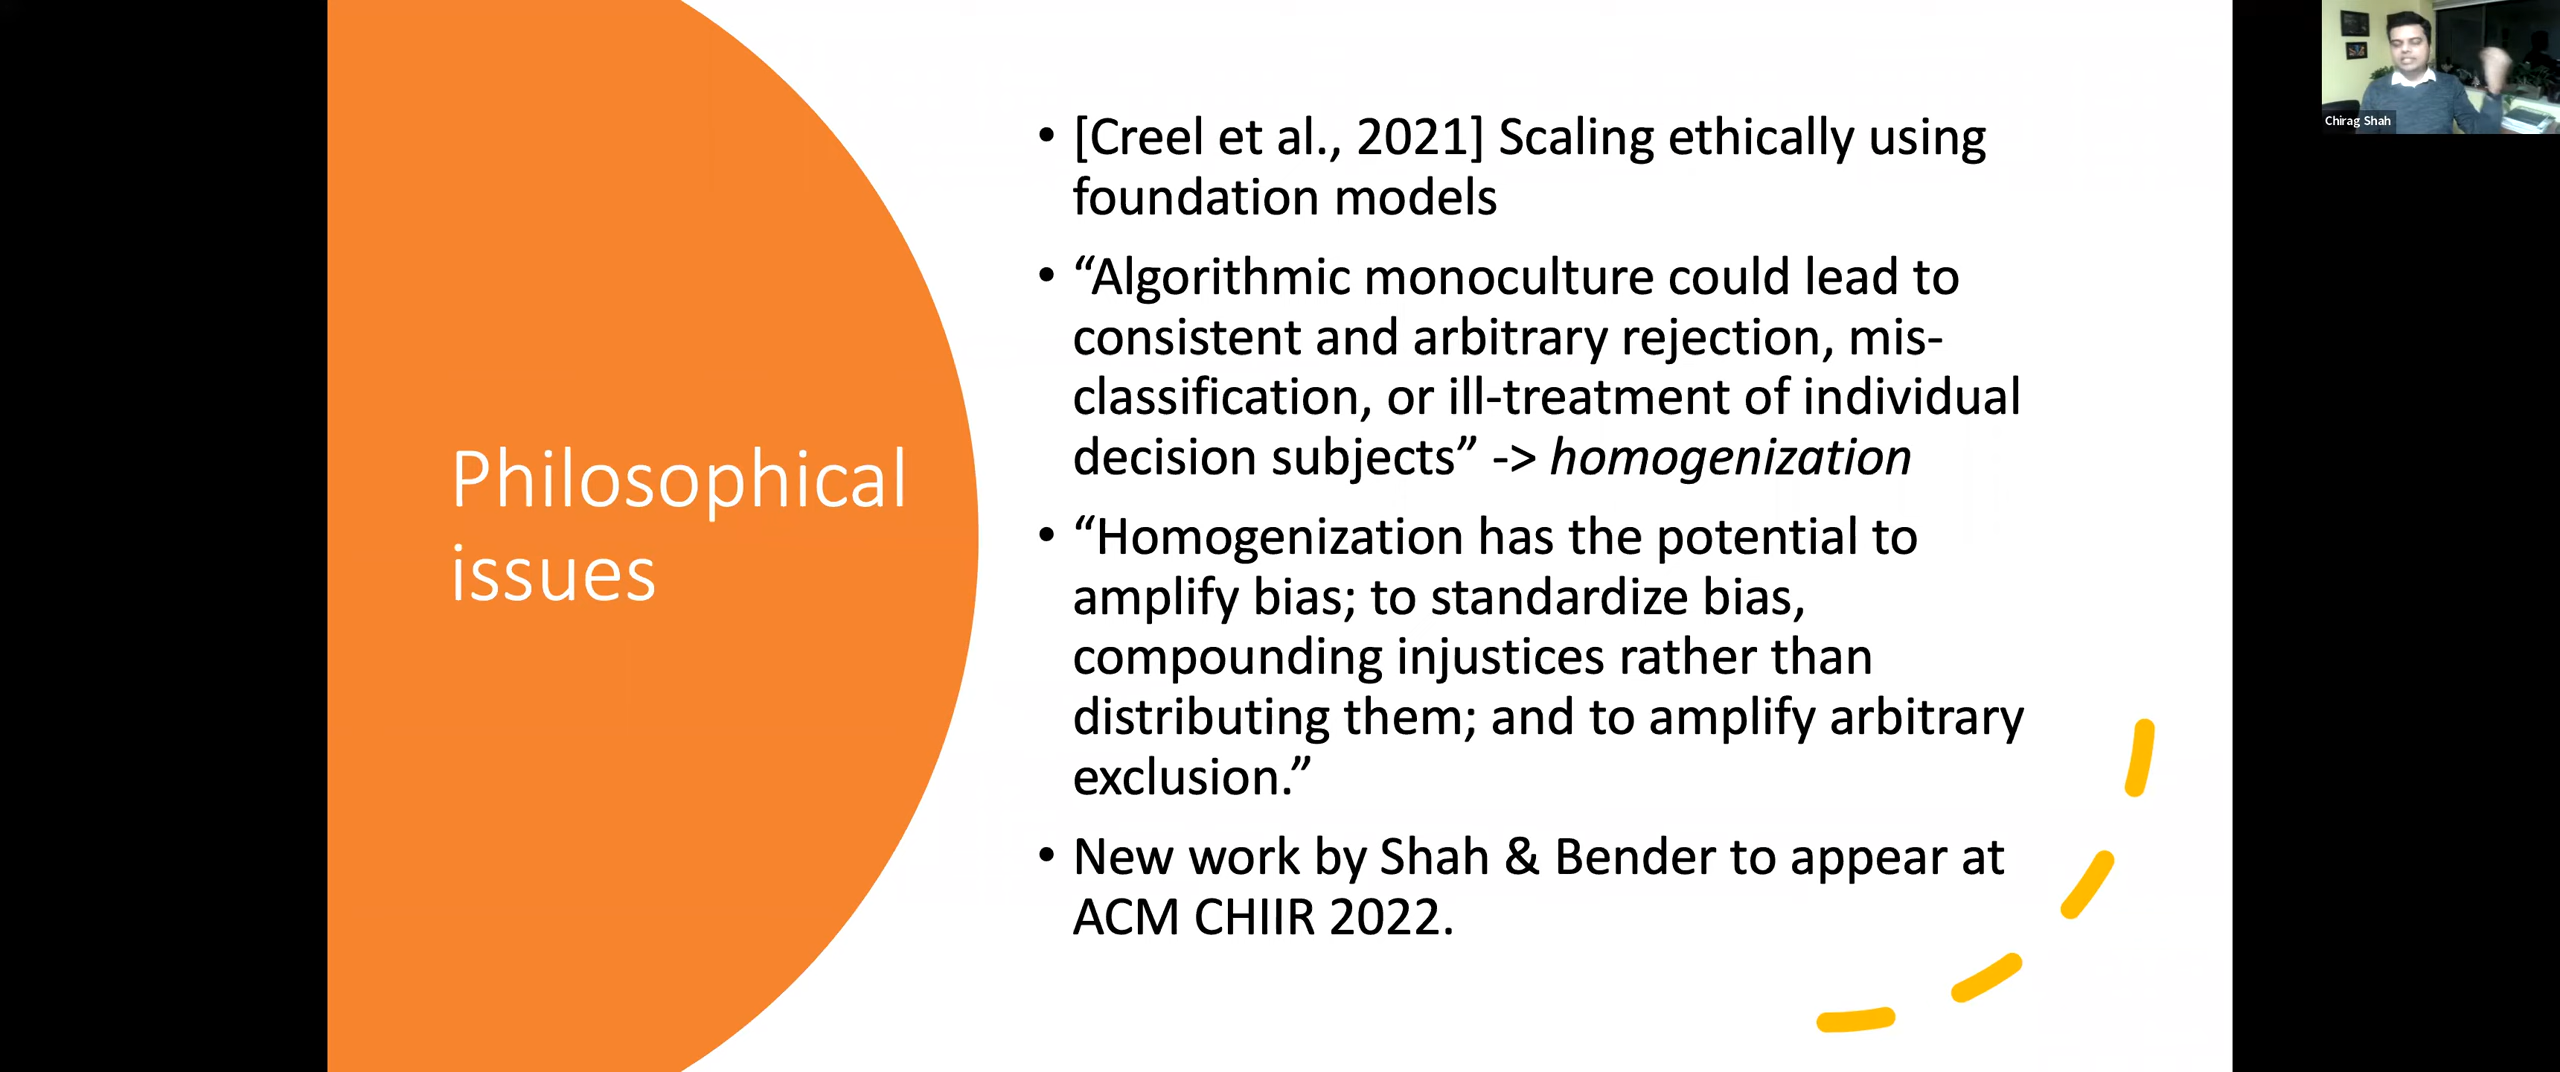 Philosophical
issues
• [Creel et al., 2021] Scaling ethically using
foundation models
• “Algorithmic monoculture could lead to
consistent and arbitrary rejection, mis-
classification, or ill-treatment of individual
decision subjects” -> homogenization
• “Homogenization has the potential to
amplify bias; to standardize bias,
compounding injustices rather than
distributing them; and to amplify arbitrary
exclusion.”
• New work by Shah & Bender to appear at
ACM CHIIR 2022.
Chirag Shah